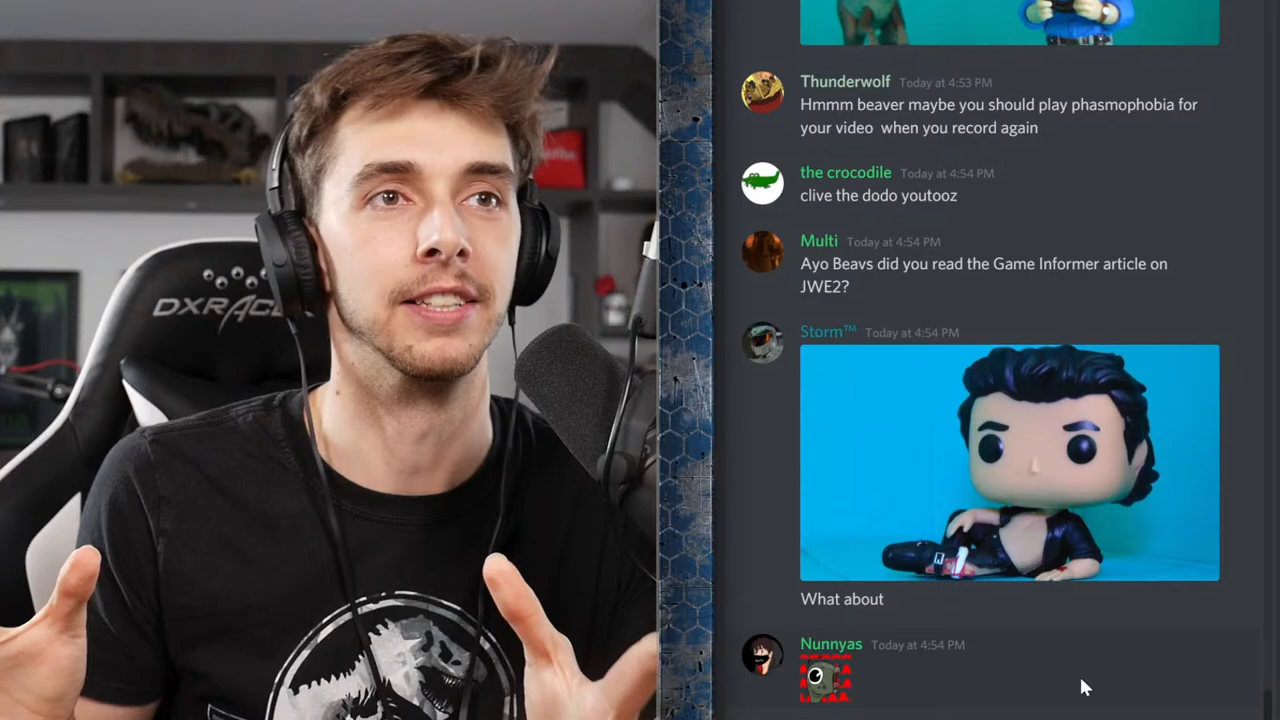 DXRACE
Thunderwolf Today at 4:53 PM
Hmmm beaver maybe you should play phasmophobia for
your video when you record again
the crocodile Today at 4:54 PM
clive the dodo youtooz
Multi Today at 4:54 PM
Ayo Beavs did you read the Game Informer article on
JWE2?
Storm™ Today at 4:54 PM
What about
Nunnyas Today at 4:54 PM